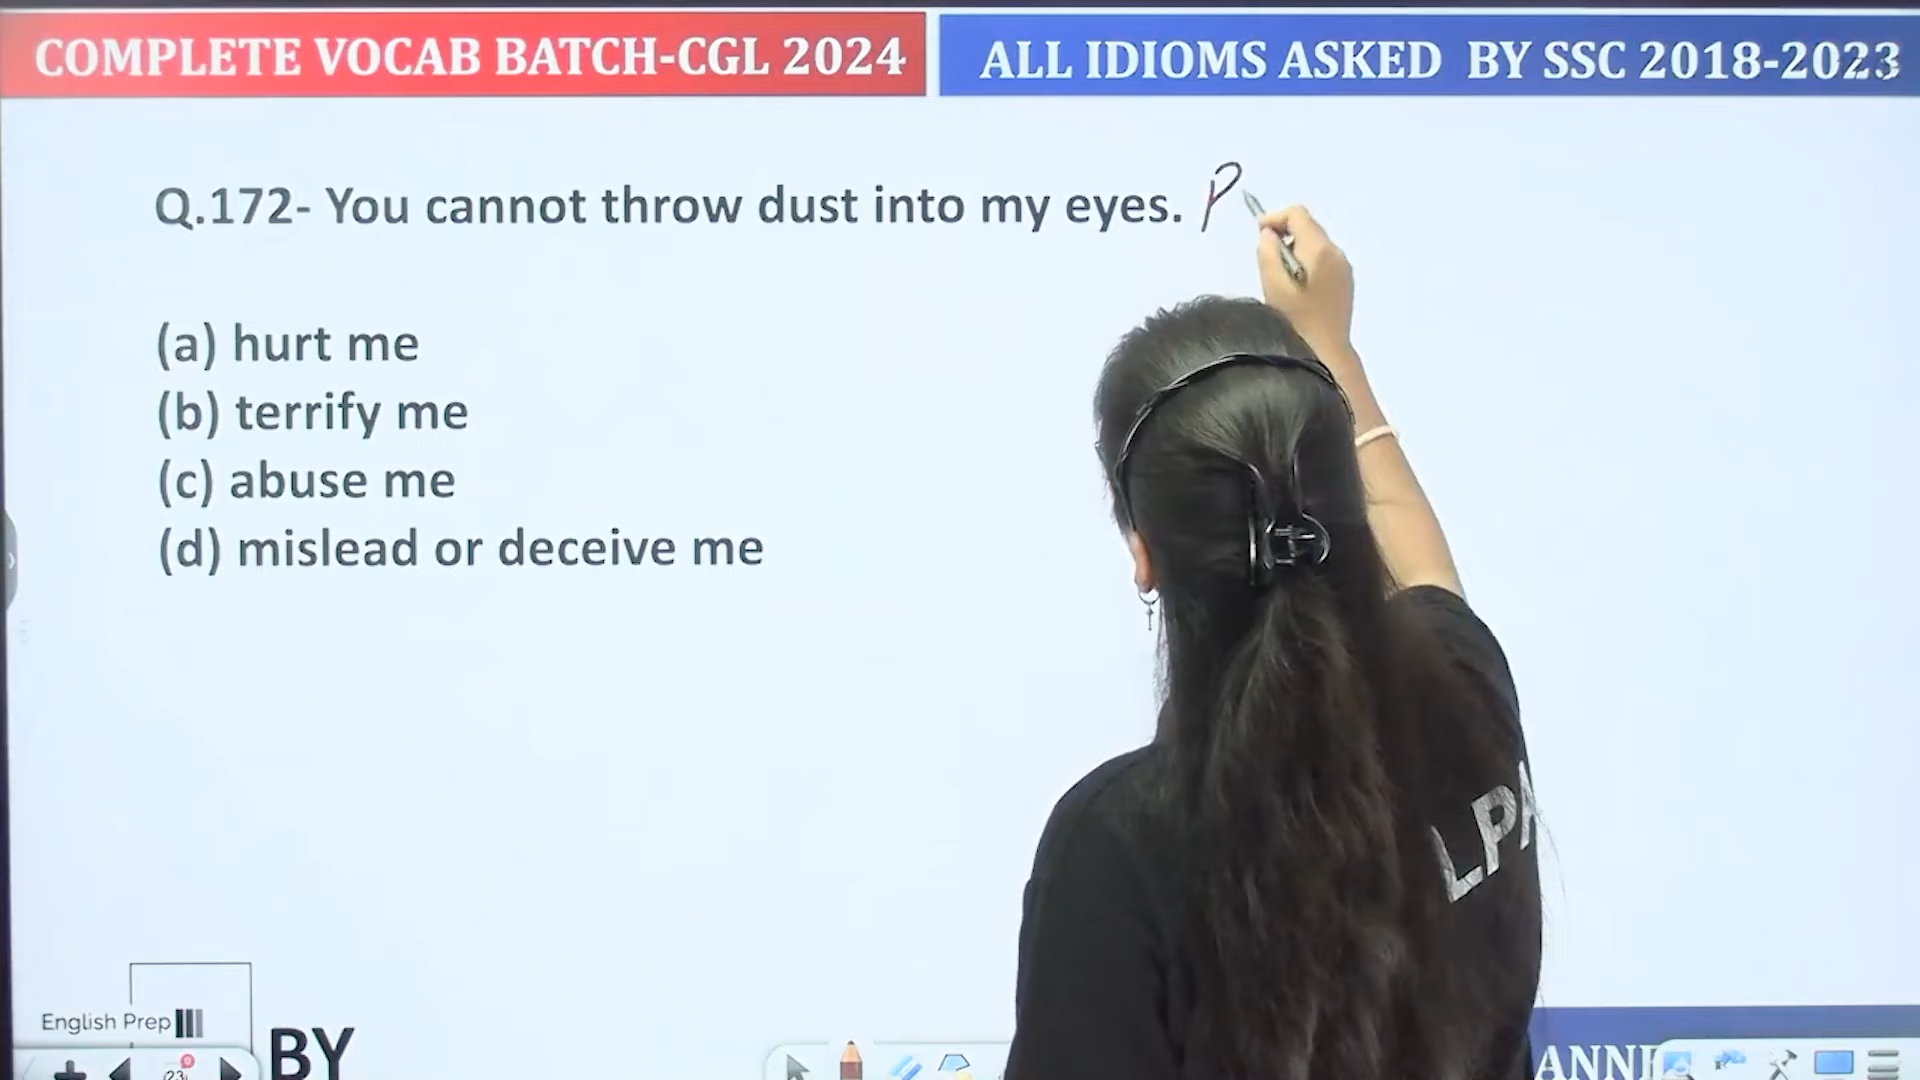 COMPLETE VOCAB BATCH-CGL 2024
ALL IDIOMS ASKED BY SSC 2018-2023
Q.172- You cannot throw dust into my eyes. P
(a) hurt me
(b) terrify me
(c) abuse me
(d) mislead or deceive me
LPA
English Prep
BY
23